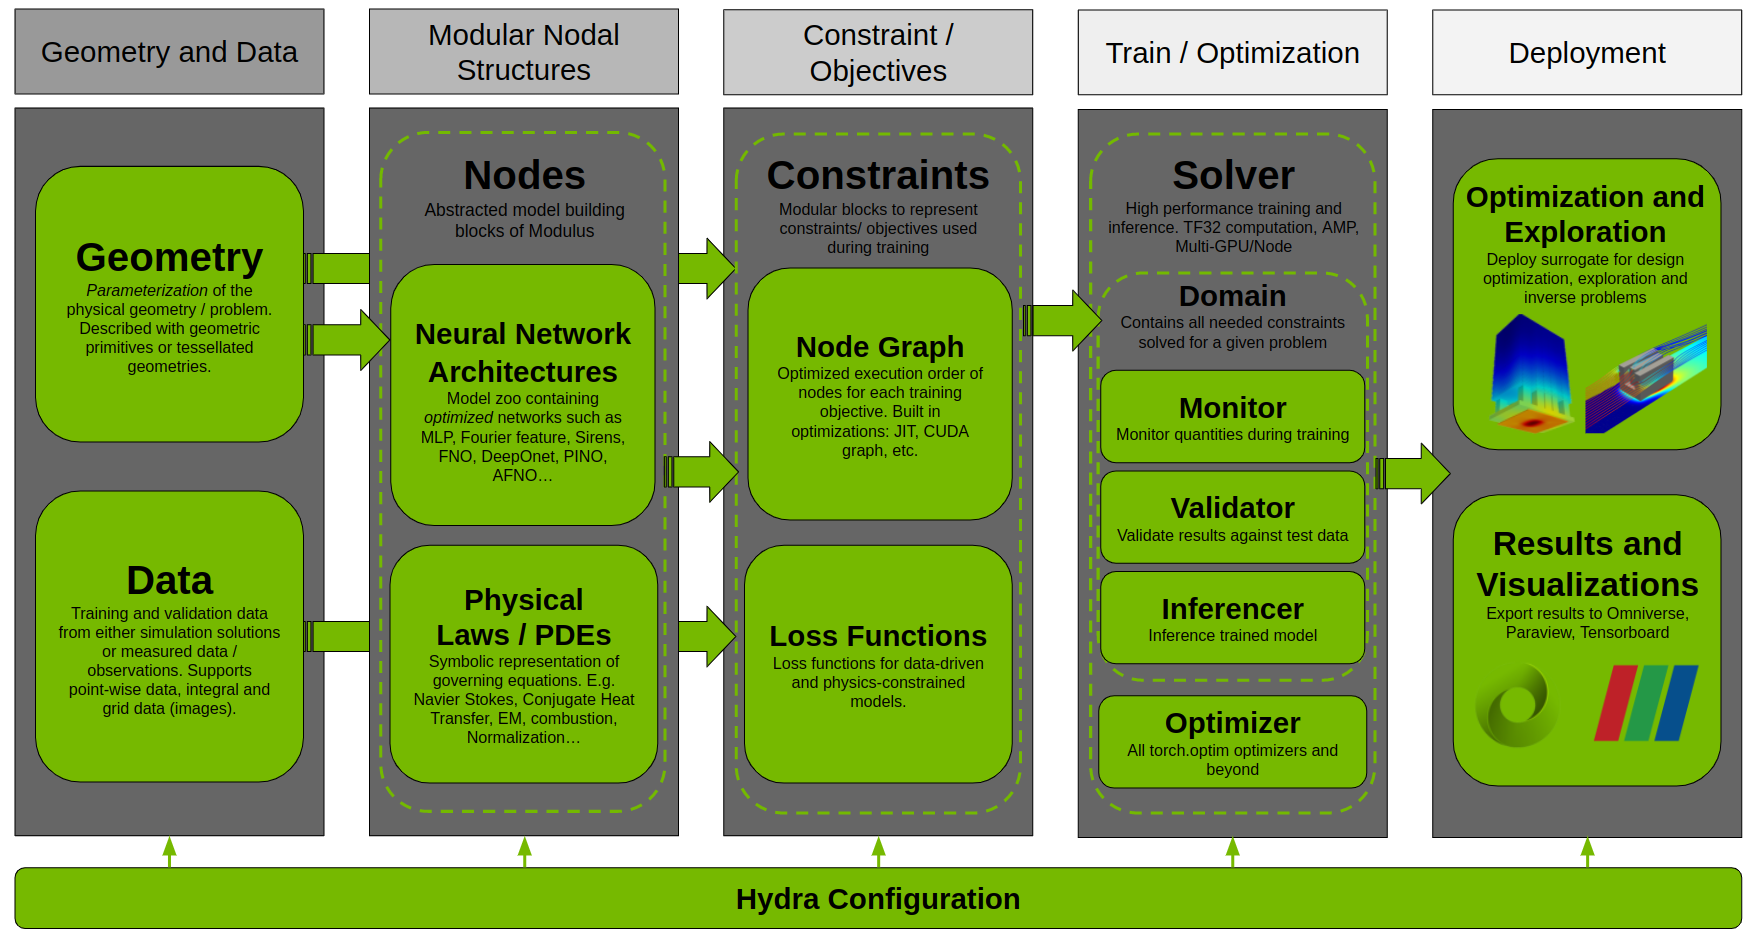 Geometry and Data
Modular Nodal
Structures
Constraint /
Objectives
Train / Optimization
Deployment
Geometry
Parameterization of the
physical geometry / problem.
Described with geometric
primitives or tessellated
geometries.
Data
Training and validation data
from either simulation solutions
or measured data /
observations. Supports
point-wise data, integral and
grid data (images).
Nodes
Abstracted model building
blocks of Modulus
Neural Network
Architectures
Model zoo containing
optimized networks such as
MLP, Fourier feature, Sirens,
FNO, DeepOnet, PINO,
AFNO…
Physical
Laws / PDEs
Symbolic representation of
governing equations. E.g.
Navier Stokes, Conjugate Heat
Transfer, EM, combustion,
Normalization…
Constraints
Modular blocks to represent
constraints/ objectives used
during training
Node Graph
Optimized execution order of
nodes for each training
objective. Built in
optimizations: JIT, CUDA
graph, etc.
Loss Functions
Loss functions for data-driven
and physics-constrained
models.
Solver
High performance training and
inference. TF32 computation, AMP,
Multi-GPU/Node
Domain
Contains all needed constraints
solved for a given problem
Monitor
Monitor quantities during training
Validator
Validate results against test data
Inferencer
Inference trained model
Optimizer
All torch.optim optimizers and
beyond
Optimization and
Exploration
Deploy surrogate for design
optimization, exploration and
inverse problems
Results and
Visualizations
Export results to Omniverse,
Paraview, Tensorboard
Hydra Configuration